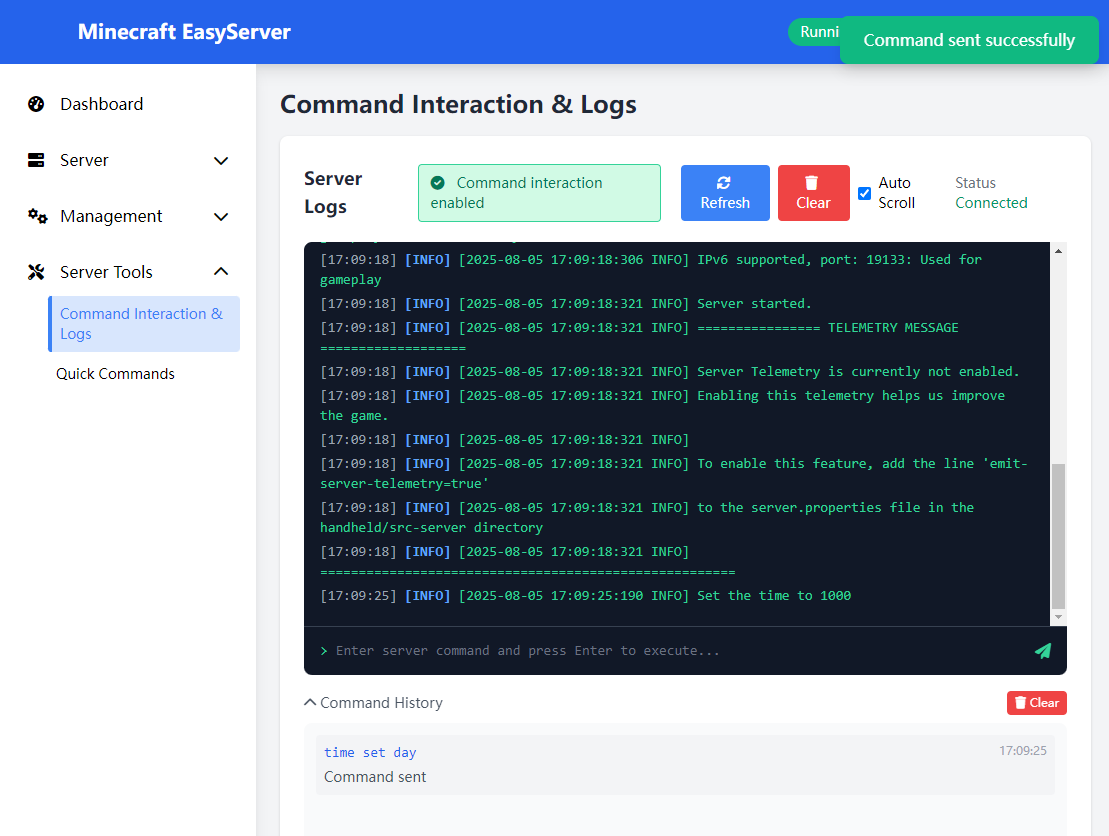 Minecraft EasyServer
Runni
Command sent successfully
Dashboard
Server
Management
Server Tools
Command Interaction &
Logs
Quick Commands
Command Interaction & Logs
Server
Logs
Command interaction
enabled
Refresh
Clear
Auto
Scroll
Status
Connected
[17:09:18] [INFO] [2025-08-05 17:09:18:306 INFO] IPv6 supported, port: 19133: Used for
gameplay
[17:09:18] [INFO] [2025-08-05 17:09:18:321 INFO] Server started.
[17:09:18] [INFO] [2025-08-05 17:09:18:321 INFO] ================ TELEMETRY MESSAGE
===================
[17:09:18] [INFO] [2025-08-05 17:09:18:321 INFO] Server Telemetry is currently not enabled.
[17:09:18] [INFO] [2025-08-05 17:09:18:321 INFO] Enabling this telemetry helps us improve
the game.
[17:09:18] [INFO] [2025-08-05 17:09:18:321 INFO]
[17:09:18] [INFO] [2025-08-05 17:09:18:321 INFO] To enable this feature, add the line 'emit-
server-telemetry=true'
[17:09:18] [INFO] [2025-08-05 17:09:18:321 INFO] to the server.properties file in the
handheld/src-server directory
[17:09:18] [INFO] [2025-08-05 17:09:18:321 INFO]
======================================================
[17:09:25] [INFO] [2025-08-05 17:09:25:190 INFO] Set the time to 1000
> Enter server command and press Enter to execute...
Command History
Clear
time set day
17:09:25
Command sent